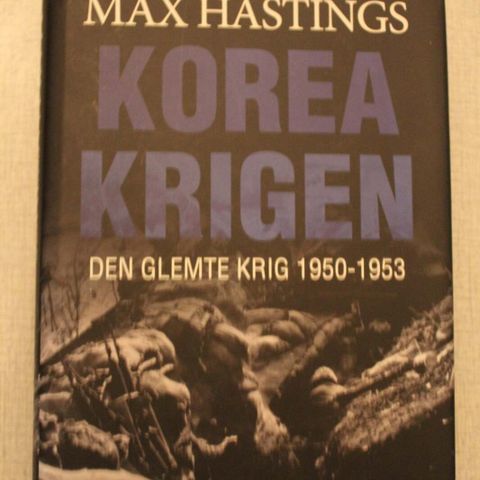 MAX HASTINGS
KOREA
KRIGEN
DEN GLEMTE KRIG 1950-1953